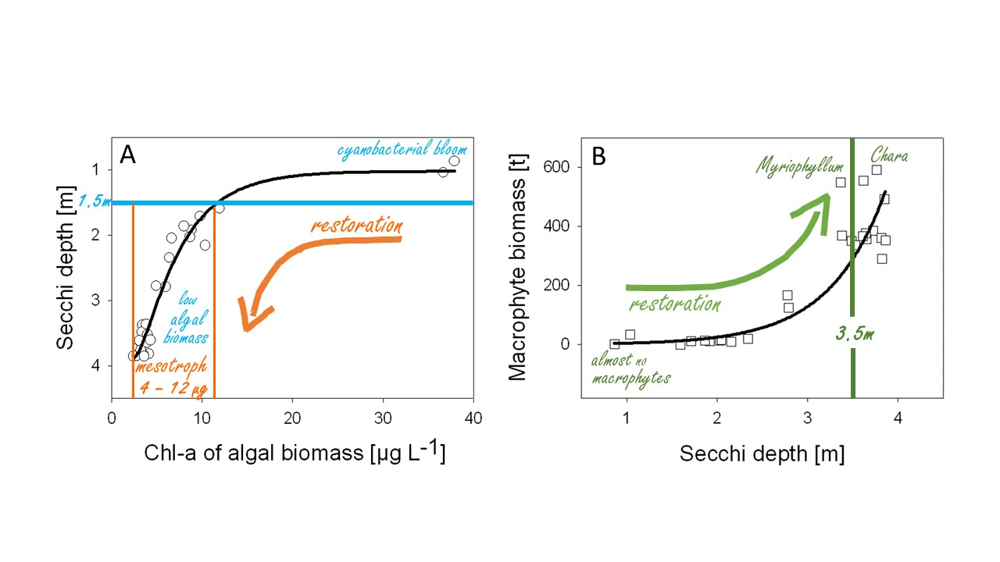 A
cyanobacterial bloom
1
1.5m
2
restoration
3
low
algal
biomass
4
mesotroph
4 – 12 µg
Secchi depth [m]
0
10
20
30
40
Chl-a of algal biomass [µg L-1]
B
Myriophyllum
Chara
600
400
200
0
restoration
3.5m
almost no
macrophytes
Macrophyte biomass [t]
1
2
3
4
Secchi depth [m]